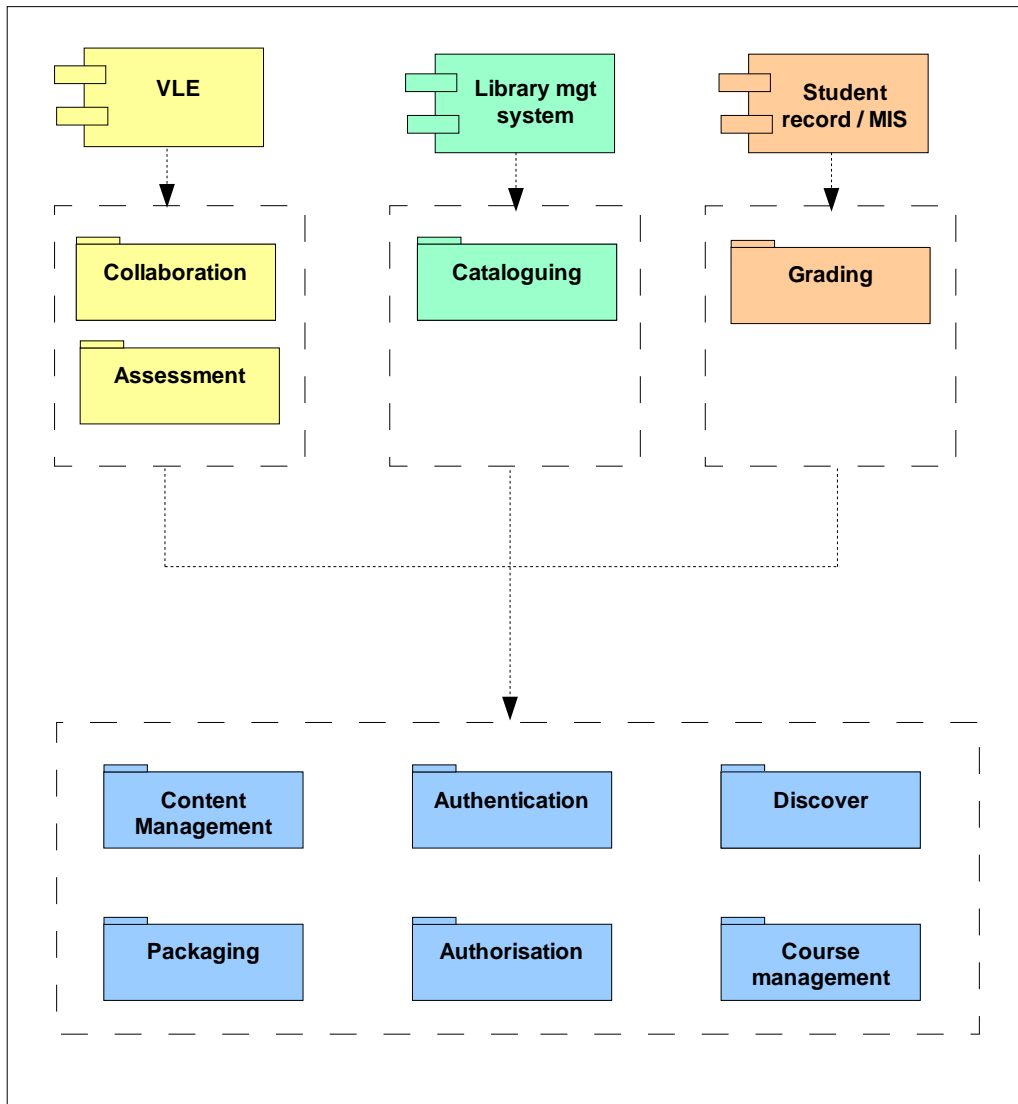 VLE
Library mgt
system
Student
record / MIS
Collaboration
Cataloguing
Grading
Assessment
Content
Management
Authentication
Discover
Packaging
Authorisation
Course
management